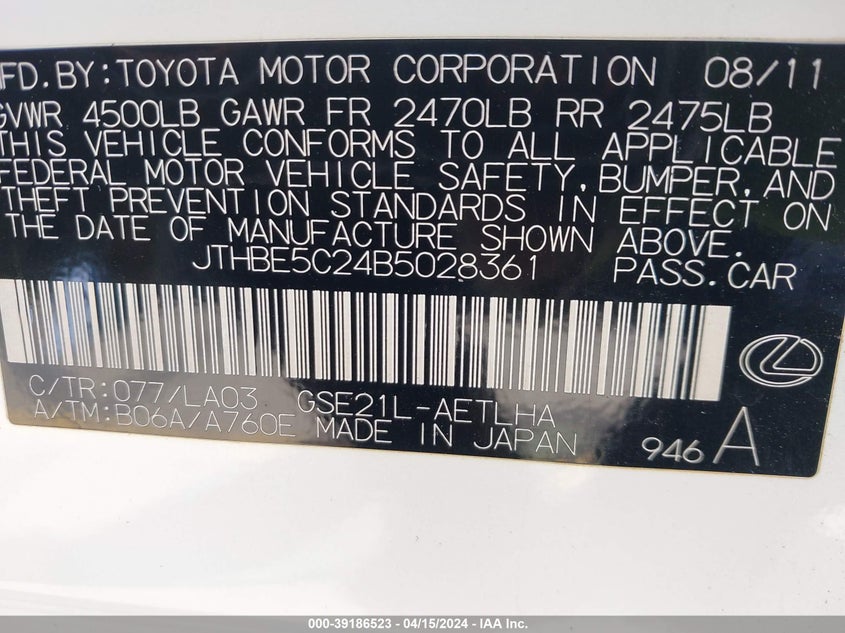 MFD.BY:TOYOTA MOTOR CORPORATION 08/11
GVWR 4500LB GAWR FR 2470LB RR 2475LB
THIS VEHICLE CONFORMS TO ALL APPLICABLE
FEDERAL MOTOR VEHICLE SAFETY,BUMPER,AND
THEFT PREVENTION STANDARDS IN EFFECT ON
THE DATE OF MANUFACTURE SHOWN ABOVE.
JTHBE5C24B5028361 PASS.CAR
C/TR:077/LA03 GSE21L-AETLHA
A/TM:B06A/A760E MADE IN JAPAN
946 A
000-39186523 - 04/15/2024 - IAA Inc.